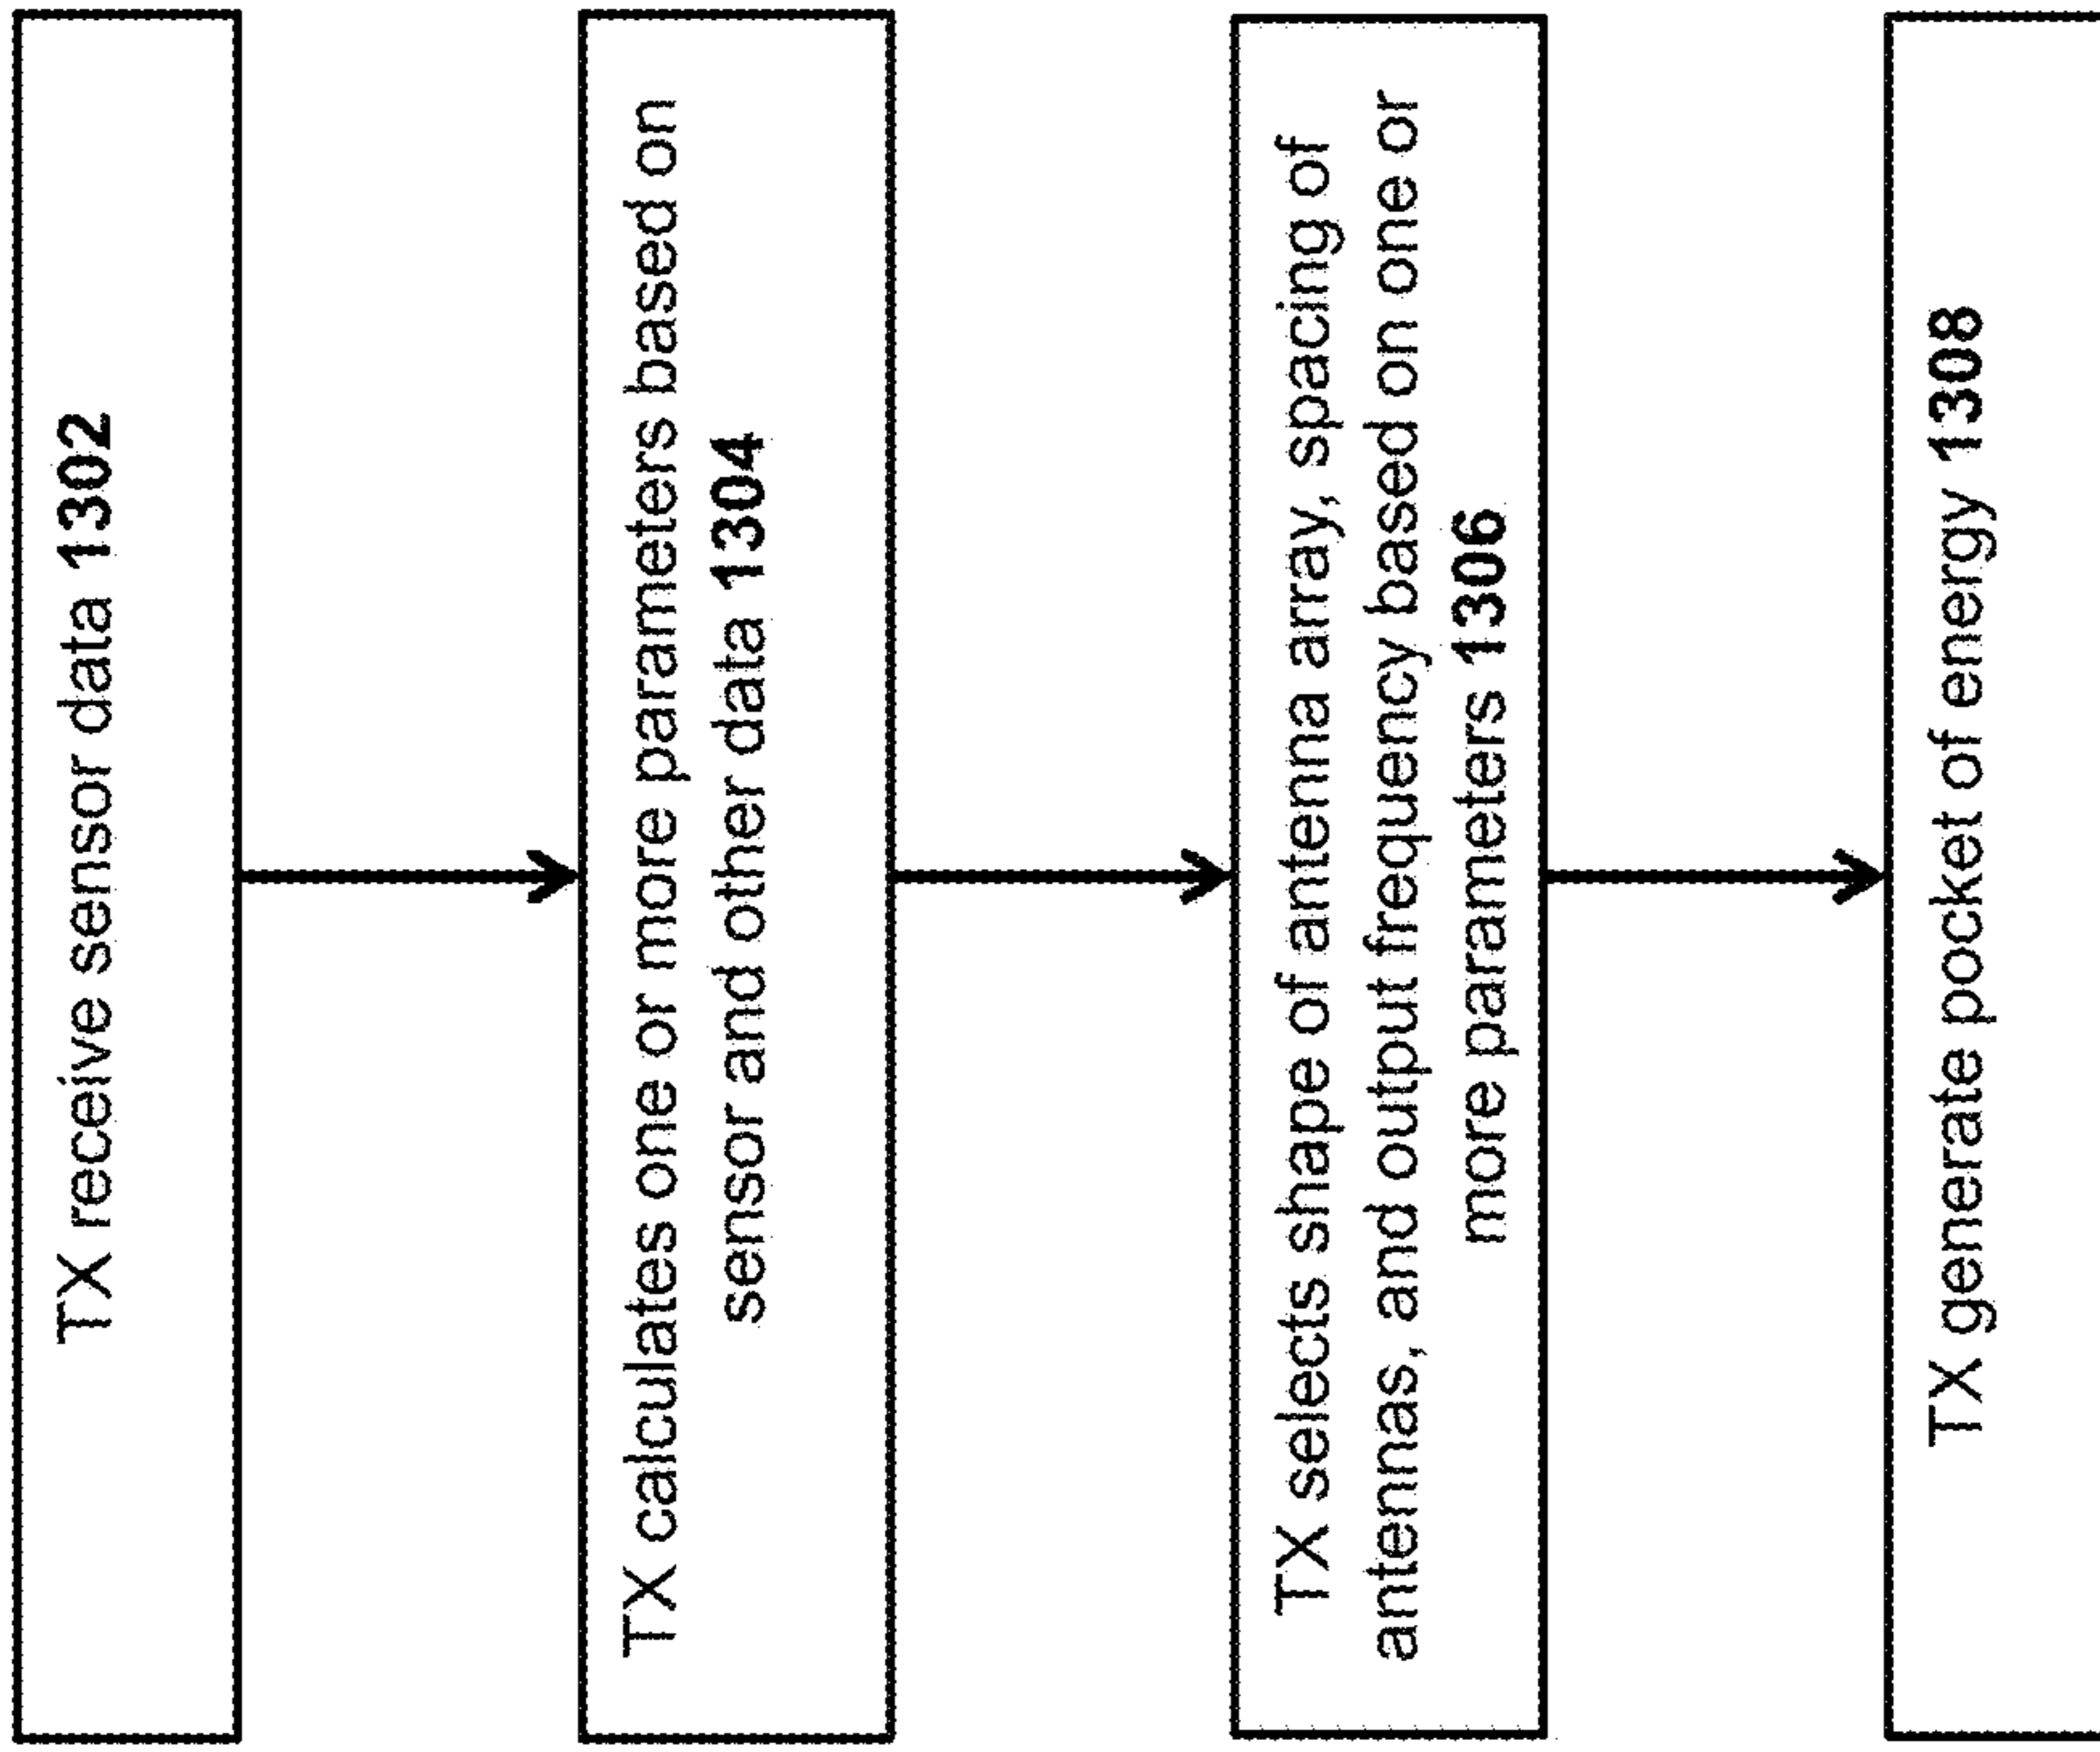 TX receive sensor data 1302
TX calculates one or more parameters based on
sensor and other data 1304
TX selects shape of antenna array, spacing of
antennas, and output frequency based on one or
more parameters 1306
TX generate pocket of energy 1308